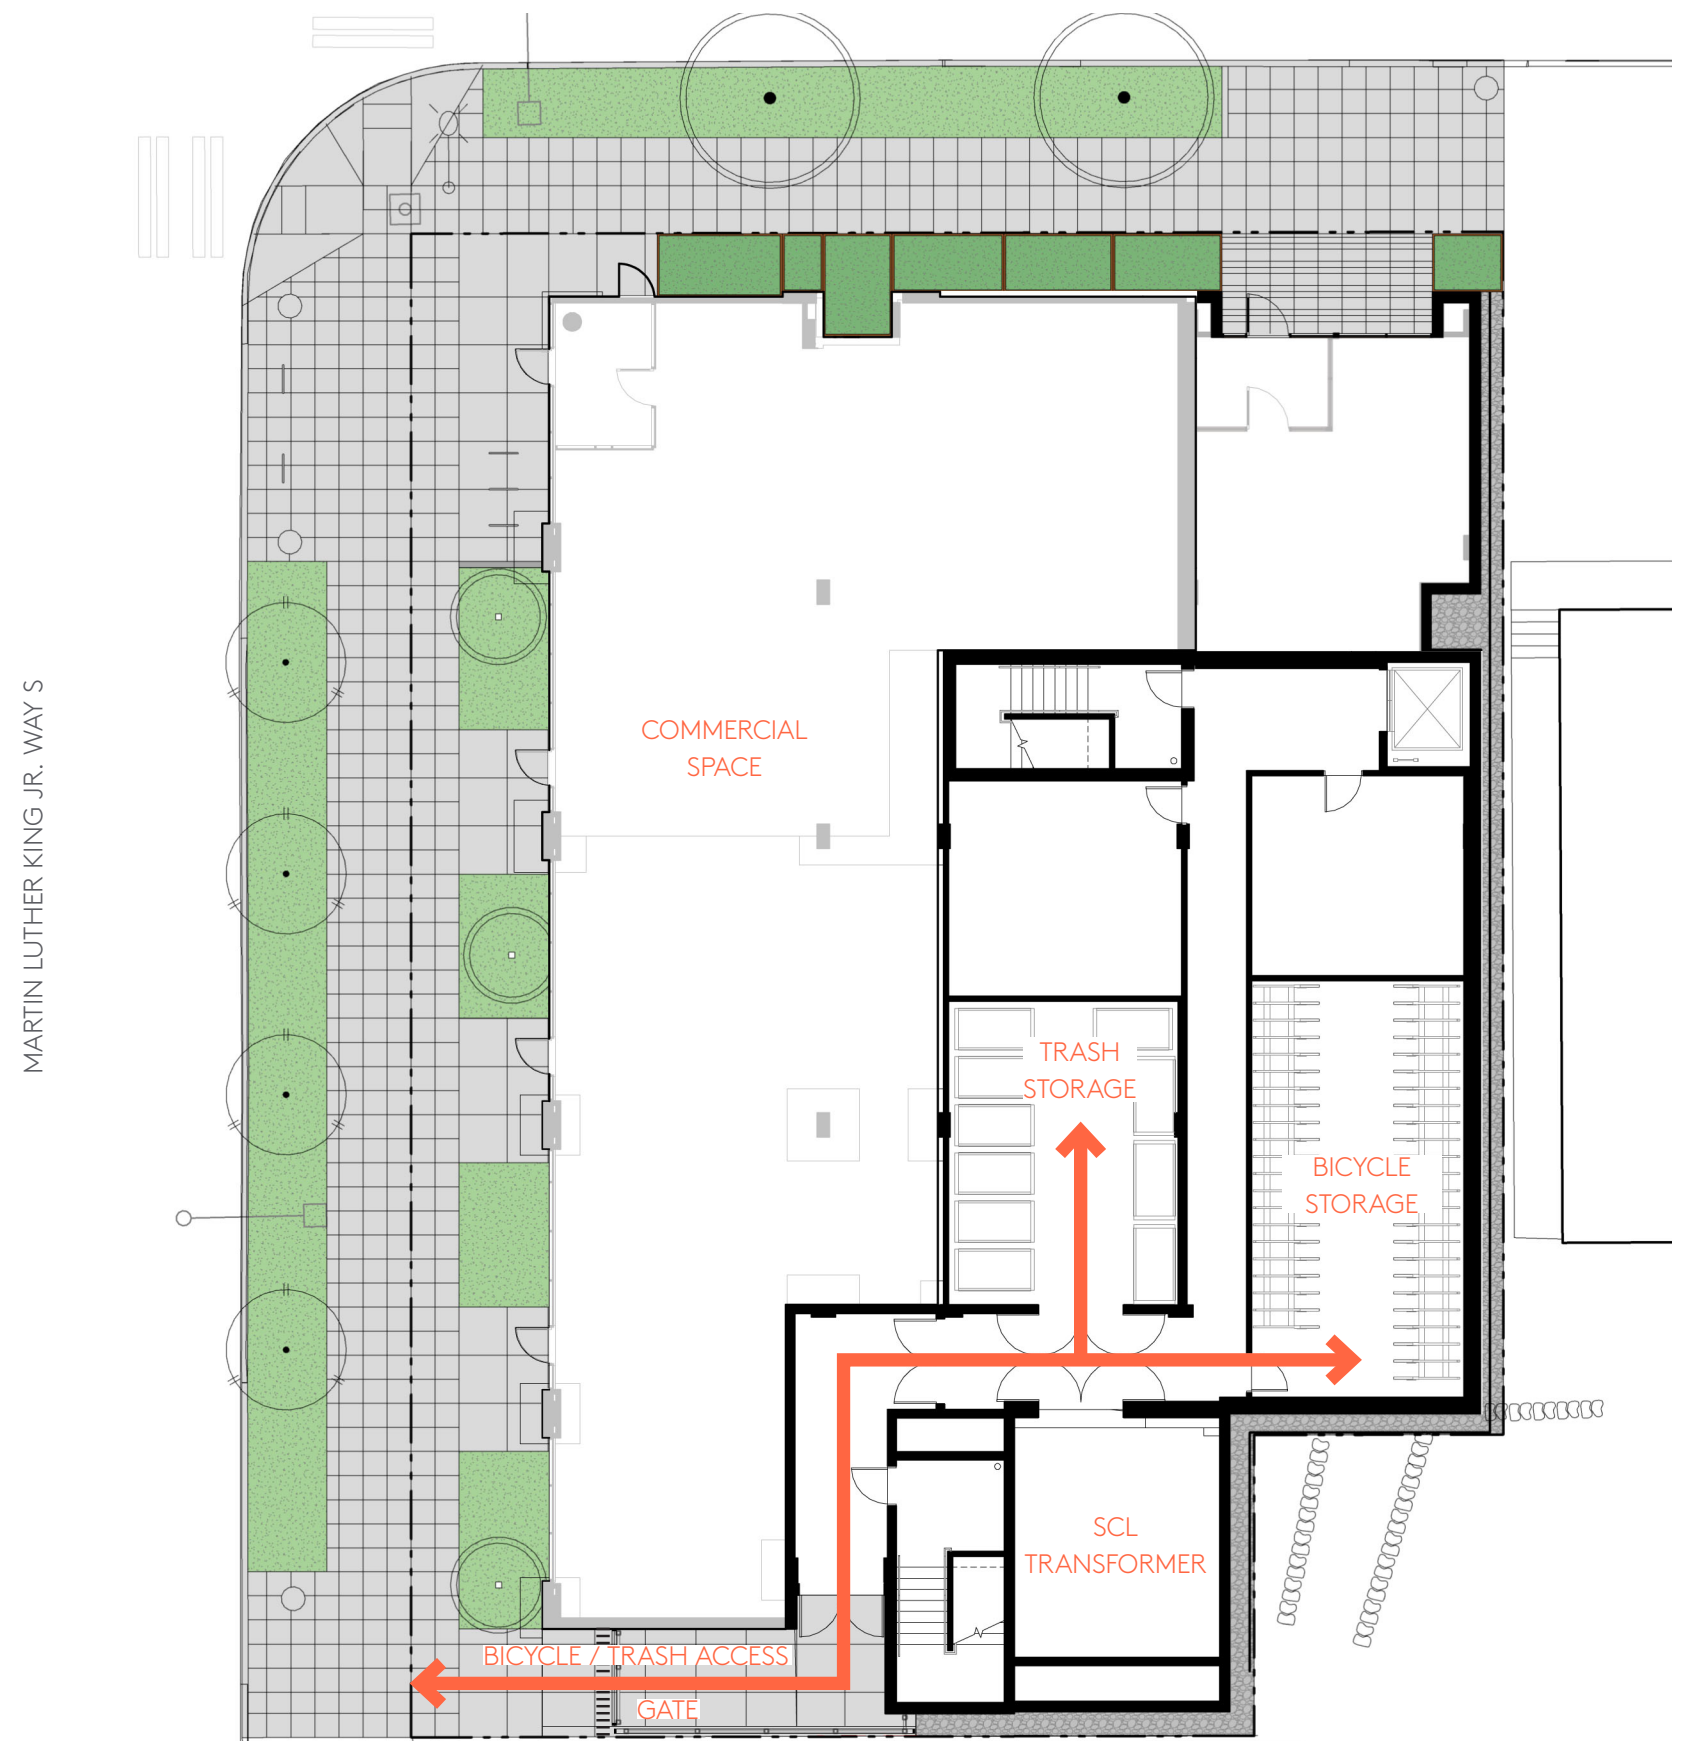 MARTIN LUTHER KING JR. WAY S
COMMERCIAL
SPACE
TRASH
STORAGE
BICYCLE
STORAGE
SCL
TRANSFORMER
BICYCLE / TRASH ACCESS
GATE